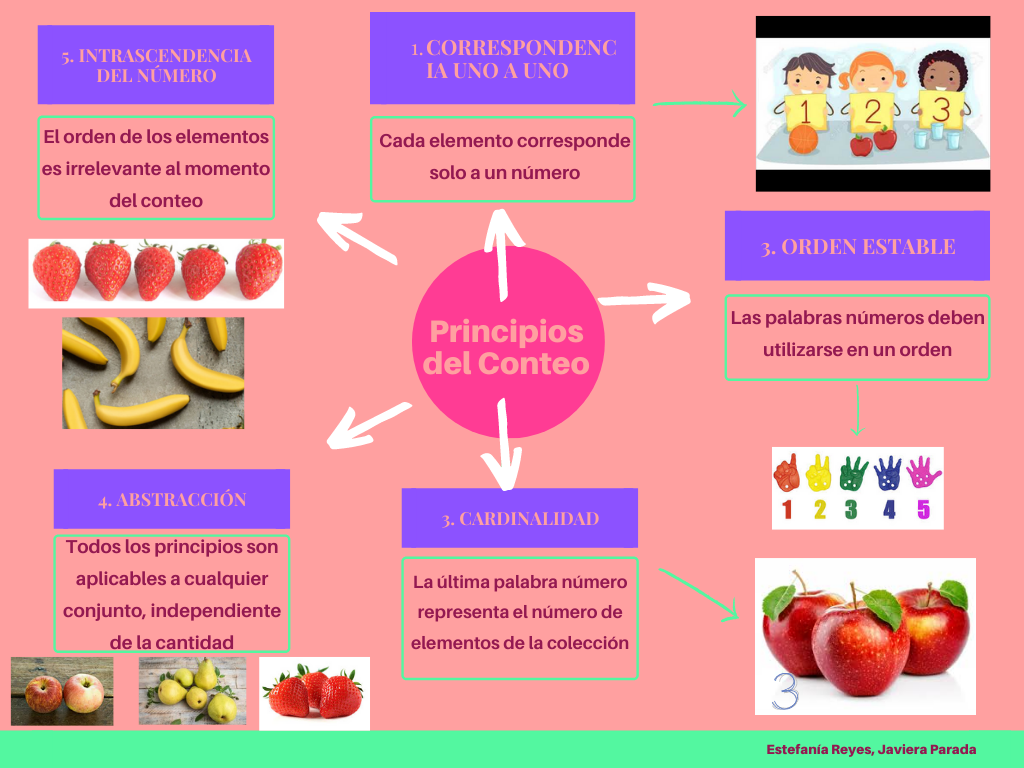 5. INTRASCENDENCIA
DEL NÚMERO
El orden de los elementos
es irrelevante al momento
del conteo
1. CORRESPONDENC
IA UNO A UNO
Cada elemento corresponde
solo a un número
1 2 3
3. ORDEN ESTABLE
Las palabras números deben
utilizarse en un orden
1 2 3 4 5
Principios
del Conteo
4. ABSTRACCIÓN
Todos los principios son
aplicables a cualquier
conjunto, independiente
de la cantidad
3. CARDINALIDAD
La última palabra número
representa el número de
elementos de la colección
3
Estefanía Reyes, Javiera Parada